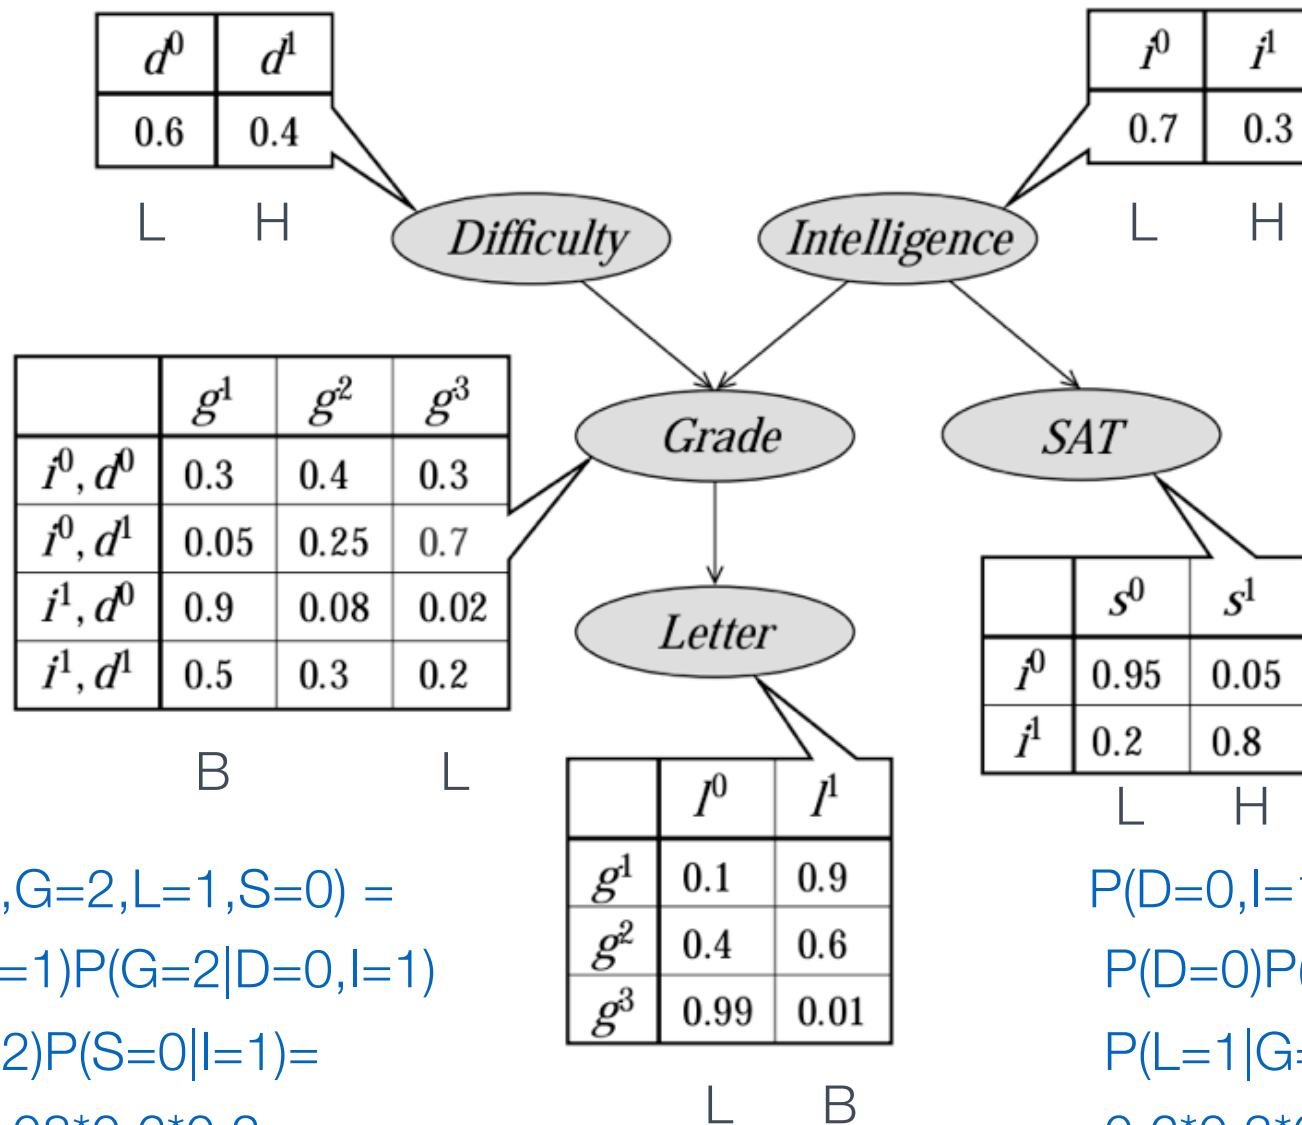 d⁰ d¹
0.6 0.4
L H
i⁰ i¹
0.7 0.3
L H
Difficulty
Intelligence
Grade
SAT
Letter
g¹ g² g³
i⁰, d⁰ 0.3 0.4 0.3
i⁰, d¹ 0.05 0.25 0.7
i¹, d⁰ 0.9 0.08 0.02
i¹, d¹ 0.5 0.3 0.2
B L
s⁰ s¹
i⁰ 0.95 0.05
i¹ 0.2 0.8
L H
l⁰ l¹
g¹ 0.1 0.9
g² 0.4 0.6
g³ 0.99 0.01
L B
,G=2,L=1,S=0) =
=1)P(G=2|D=0,I=1)
2)P(S=0|I=1)=
P(D=0,I=
P(D=0)P(
P(L=1|G=